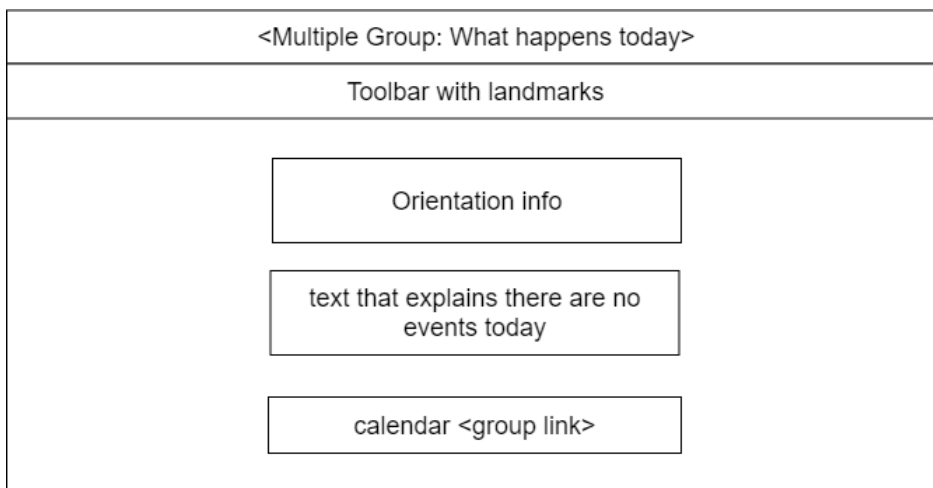 <Multiple Group: What happens today>
Toolbar with landmarks
Orientation info
text that explains there are no
events today
calendar <group link>